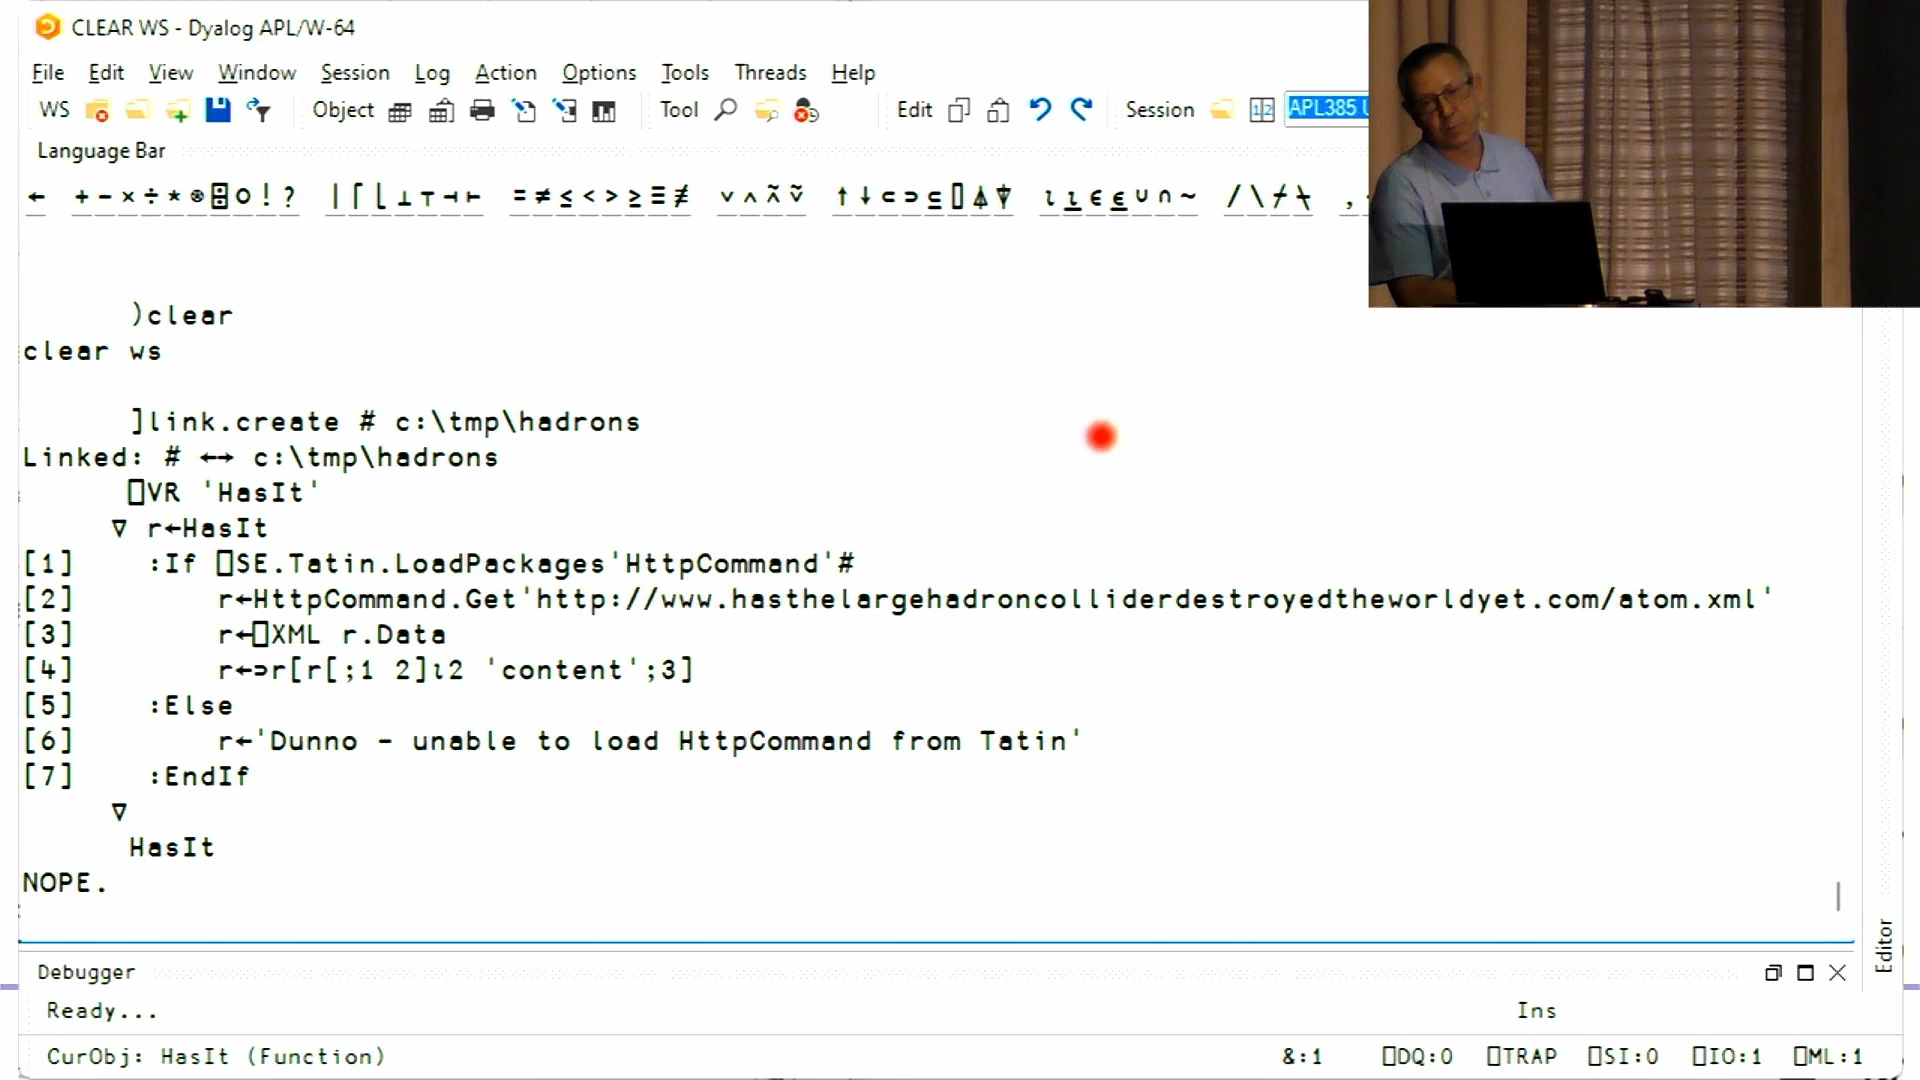 CLEAR WS - Dyalog APL/W-64
File Edit View Window Session Log Action Options Tools Threads Help
WS Object Tool Edit Session APL385 U
Language Bar
← + - × ÷ * ⍟ ⌹ ○ ! ? | ⌈ ⌊ ⊥ ⊤ ⊣ ⊢ = ≠ ≤ < > ≥ ≡ ≢ ∨ ∧ ⍲ ⍱ ↑ ↓ ⊂ ⊃ ⊆ ⌷ ⍋ ⍒ ⍳ ⍸ ∊ ⍷ ∪ ∩ ~ / \ ⌿ ⍀ ,
)clear
clear ws
]link.create # c:\tmp\hadrons
Linked: # ←→ c:\tmp\hadrons
⎕VR 'HasIt'
∇ r←HasIt
[1] :If ⎕SE.Tatin.LoadPackages'HttpCommand'#
[2] r←HttpCommand.Get'http://www.hasthelargehadroncolliderdestroyedtheworldyet.com/atom.xml'
[3] r←⎕XML r.Data
[4] r←⊃r[r[;1 2]⍳2 'content';3]
[5] :Else
[6] r←'Dunno - unable to load HttpCommand from Tatin'
[7] :EndIf
∇
HasIt
NOPE.
Editor
Debugger
Ready... Ins
CurObj: HasIt (Function) &:1 ⎕DQ:0 ⎕TRAP ⎕SI:0 ⎕IO:1 ⎕ML:1